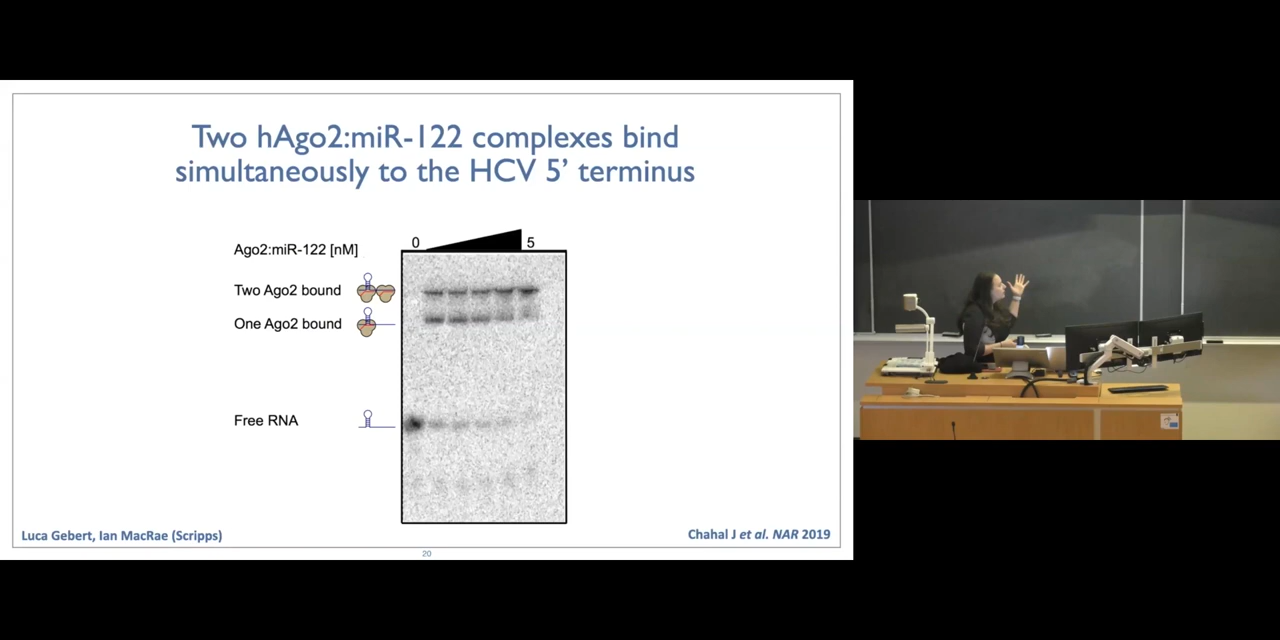 Two hAgo2:miR-122 complexes bind
simultaneously to the HCV 5’ terminus
Ago2:miR-122 [nM]
0
5
Two Ago2 bound
One Ago2 bound
Free RNA
Luca Gebert, Ian MacRae (Scripps)
Chahal J et al. NAR 2019
20